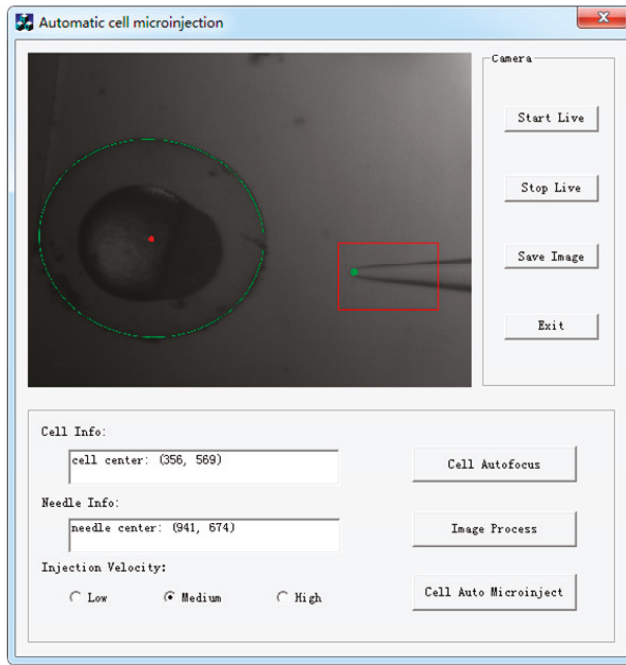 Automatic cell microinjection
Camera
Start Live
Stop Live
Save Image
Exit
Cell Info:
cell center: (356, 569)
Cell Autofocus
Needle Info:
needle center: (941, 674)
Image Process
Injection Velocity:
Low Medium High
Cell Auto Microinject